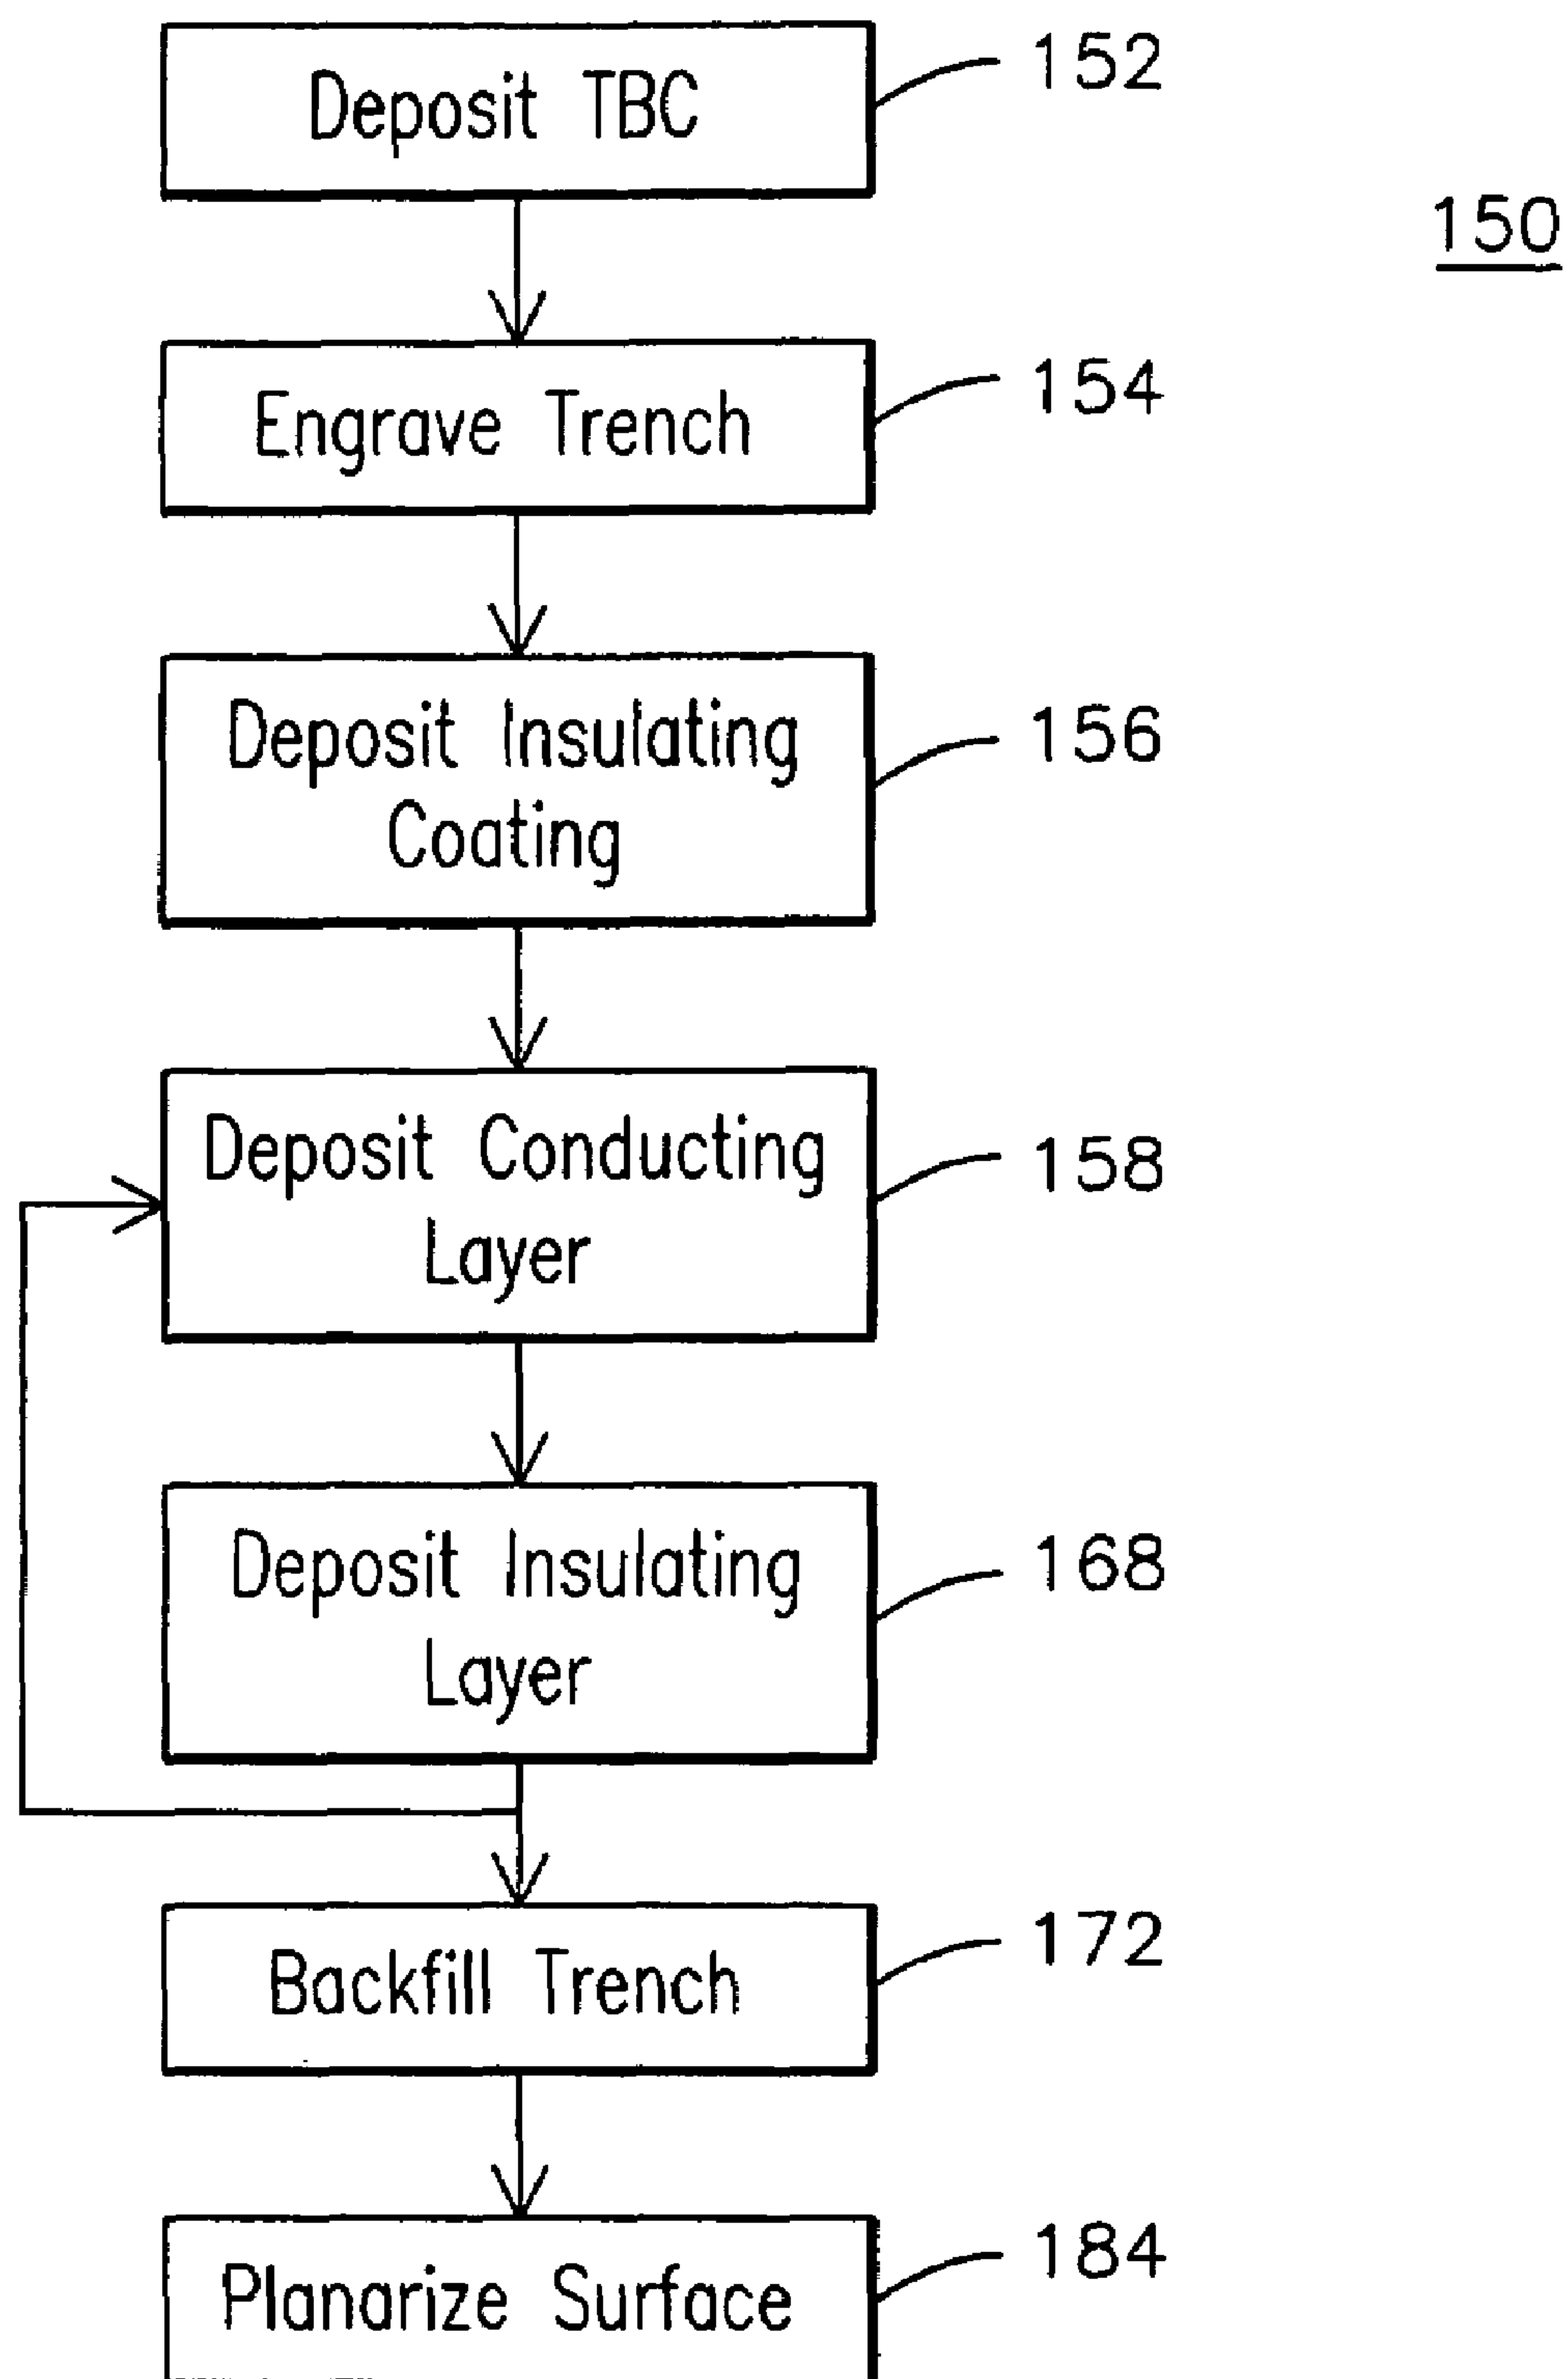 Deposit TBC
152
150
Engrave Trench
154
Deposit Insulating
Coating
156
Deposit Conducting
Layer
158
Deposit Insulating
Layer
168
Backfill Trench
172
Planarize Surface
184